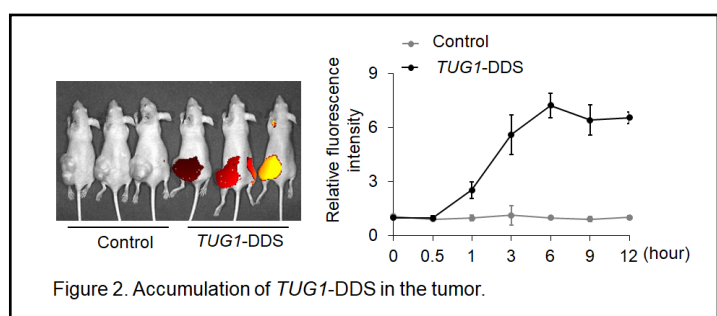 Control
TUG1-DDS
Relative fluorescence
intensity
9
6
3
1
0
0 0.5 1 3 6 9 12 (hour)
Control TUG1-DDS
Figure 2. Accumulation of TUG1-DDS in the tumor.